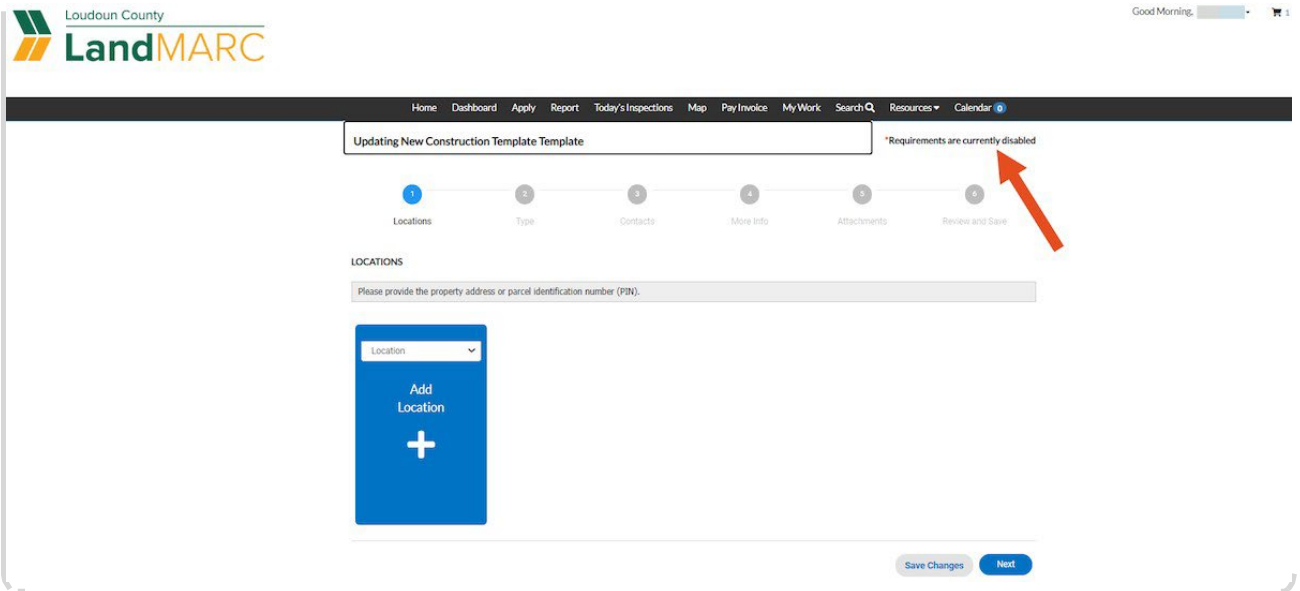 Loudoun County
LandMARC
Good Morning,
1
Home Dashboard Apply Report Today's Inspections Map Pay Invoice My Work Search Resources Calendar 0
Updating New Construction Template Template
*Requirements are currently disabled
1 2 3 4 5 6
Locations Type Contacts More Info Attachments Review and Save
LOCATIONS
Please provide the property address or parcel identification number (PIN).
Location
Add
Location
Save Changes Next